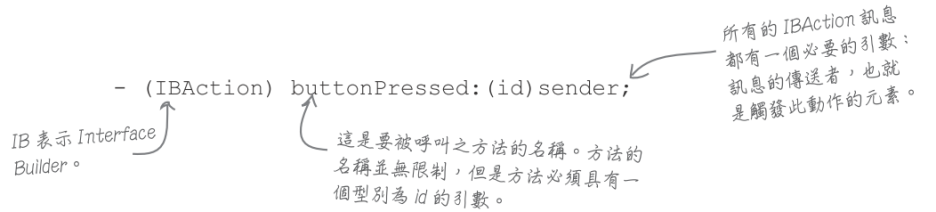 所有的 IBAction 訊息
都有一個必要的引數：
訊息的傳送者，也就
是觸發此動作的元素。
- (IBAction) buttonPressed:(id)sender;
IB 表示 Interface
Builder。
這是要被呼叫之方法的名稱。方法的
名稱並無限制，但是方法必須具有一
個型別為 id 的引數。